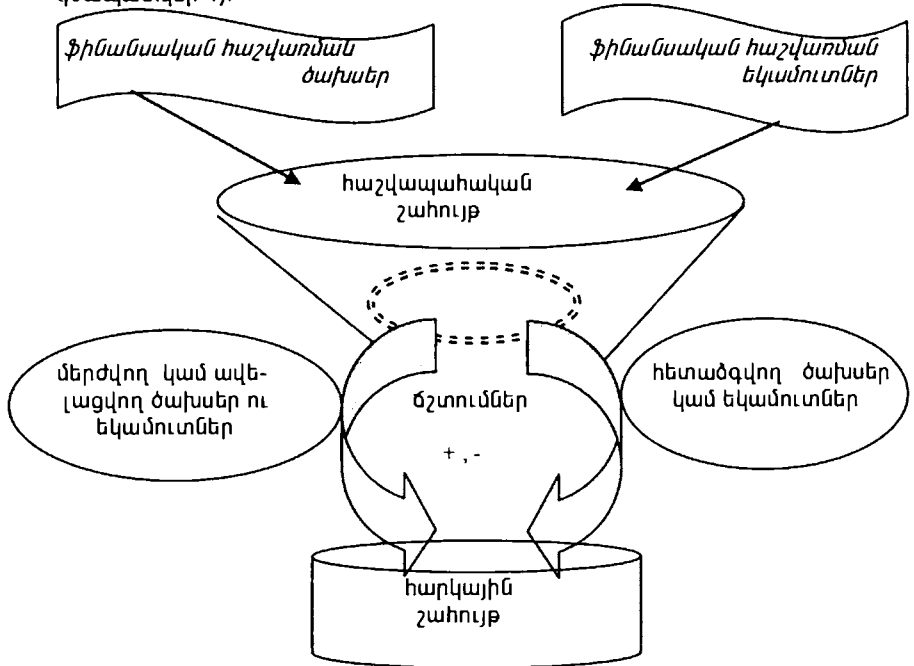 ֆինանսական հաշվառման
ծախսեր
ֆինանսական հաշվառման
եկամուտներ
հաշվապահական
շահույթ
մերժվող կամ ավե-
լացվող ծախսեր ու
եկամուտներ
ճշտումներ
+ , -
հետաձգվող ծախսեր
կամ եկամուտներ
հարկային
շահույթ